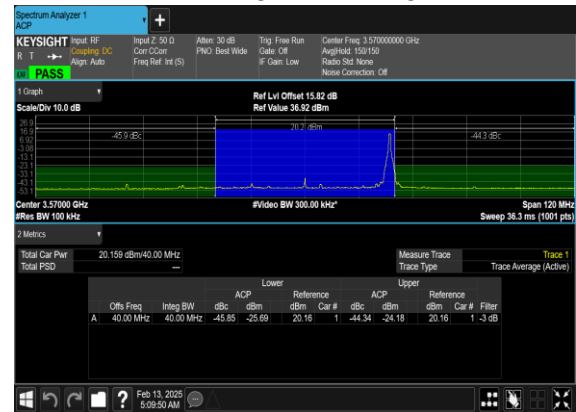 Spectrum Analyzer 1
ACP
KEYSIGHT Input: RF Input Z: 50 Ω Atten: 30 dB Trig: Free Run Center Freq: 3.570000000 GHz
R T Coupling: DC Corr CCorr PNO: Best Wide Gate: Off Avg|Hold: 150/150
Align: Auto Freq Ref: Int (S) IF Gain: Low Radio Std: None
PASS Noise Correction: Off
1 Graph
Ref Lvl Offset 15.82 dB
Scale/Div 10.0 dB Ref Value 36.92 dBm
26.9
16.9 20.2 dBm
6.92 -45.9 dBc -44.3 dBc
-3.08
-13.1
-23.1
-33.1
-43.1
-53.1
Center 3.57000 GHz #Video BW 300.00 kHz* Span 120 MHz
#Res BW 100 kHz Sweep 36.3 ms (1001 pts)
2 Metrics
Total Car Pwr 20.159 dBm/40.00 MHz Measure Trace Trace 1
Total PSD --- Trace Type Trace Average (Active)
Lower Upper
ACP Reference ACP Reference
Offs Freq Integ BW dBc dBm dBm Car # dBc dBm dBm Car # Filter
A 40.00 MHz 40.00 MHz -45.85 -25.69 20.16 1 -44.34 -24.18 20.16 1 -3 dB
? Feb 13, 2025
5:09:50 AM